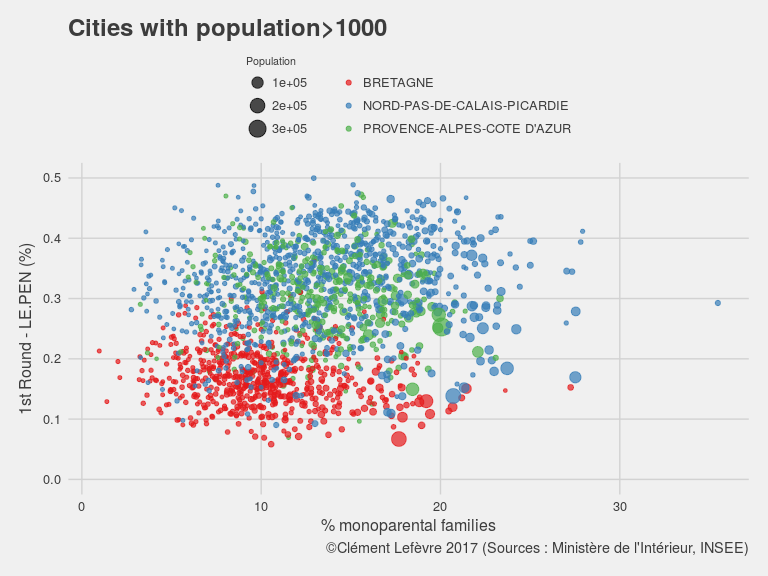 Cities with population>1000
Population
1e+05
2e+05
3e+05
BRETAGNE
NORD-PAS-DE-CALAIS-PICARDIE
PROVENCE-ALPES-COTE D'AZUR
1st Round - LE.PEN (%)
0.5
0.4
0.3
0.2
0.1
0.0
0 10 20 30
% monoparental families
©Clément Lefèvre 2017 (Sources : Ministère de l'Intérieur, INSEE)